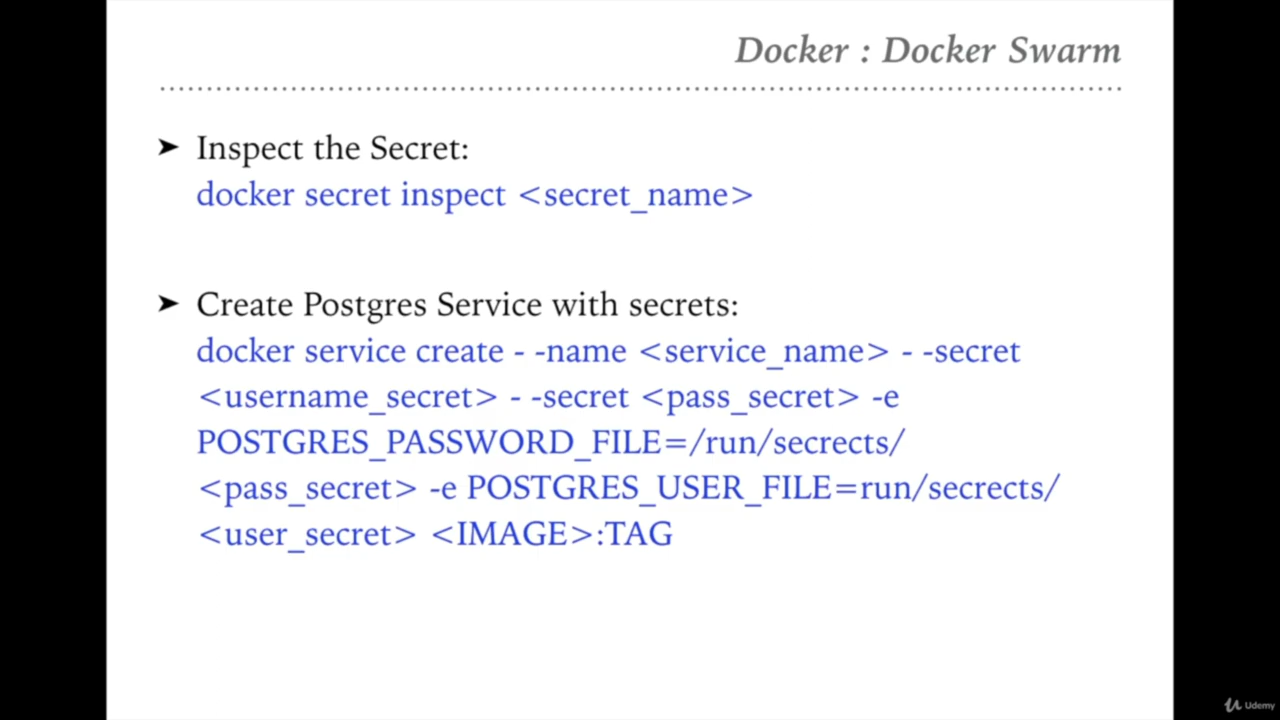 Docker : Docker Swarm
➤ Inspect the Secret:
docker secret inspect <secret_name>
➤ Create Postgres Service with secrets:
docker service create - -name <service_name> - -secret
<username_secret> - -secret <pass_secret> -e
POSTGRES_PASSWORD_FILE=/run/secrects/
<pass_secret> -e POSTGRES_USER_FILE=run/secrects/
<user_secret> <IMAGE>:TAG
Udemy